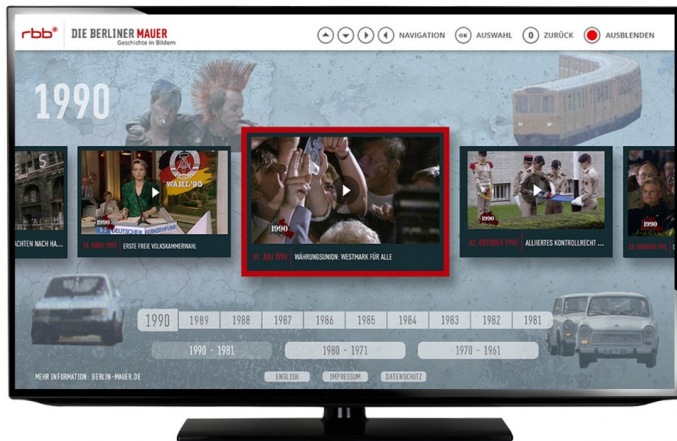 rbb
DIE BERLINER MAUER
Geschichte in Bildern
NAVIGATION
OK AUSWAHL
0 ZURÜCK
AUSBLENDEN
1990
S
WAHL'90
DEUTSCHER FERNSEHFUNK
1990
1990
1990
1990
ACHTEN NACH HA...
18. MÄRZ 1990 ERSTE FREIE VOLKSKAMMERWAHL
01. JULI 1990 WÄHRUNGSUNION: WESTMARK FÜR ALLE
02. OKTOBER 1990 ALLIIERTES KONTROLLRECHT ...
1990 1989 1988 1987 1986 1985 1984 1983 1982 1981
1990 - 1981 1980 - 1971 1970 - 1961
MEHR INFORMATION: BERLIN-MAUER.DE
ENGLISH IMPRESSUM DATENSCHUTZ